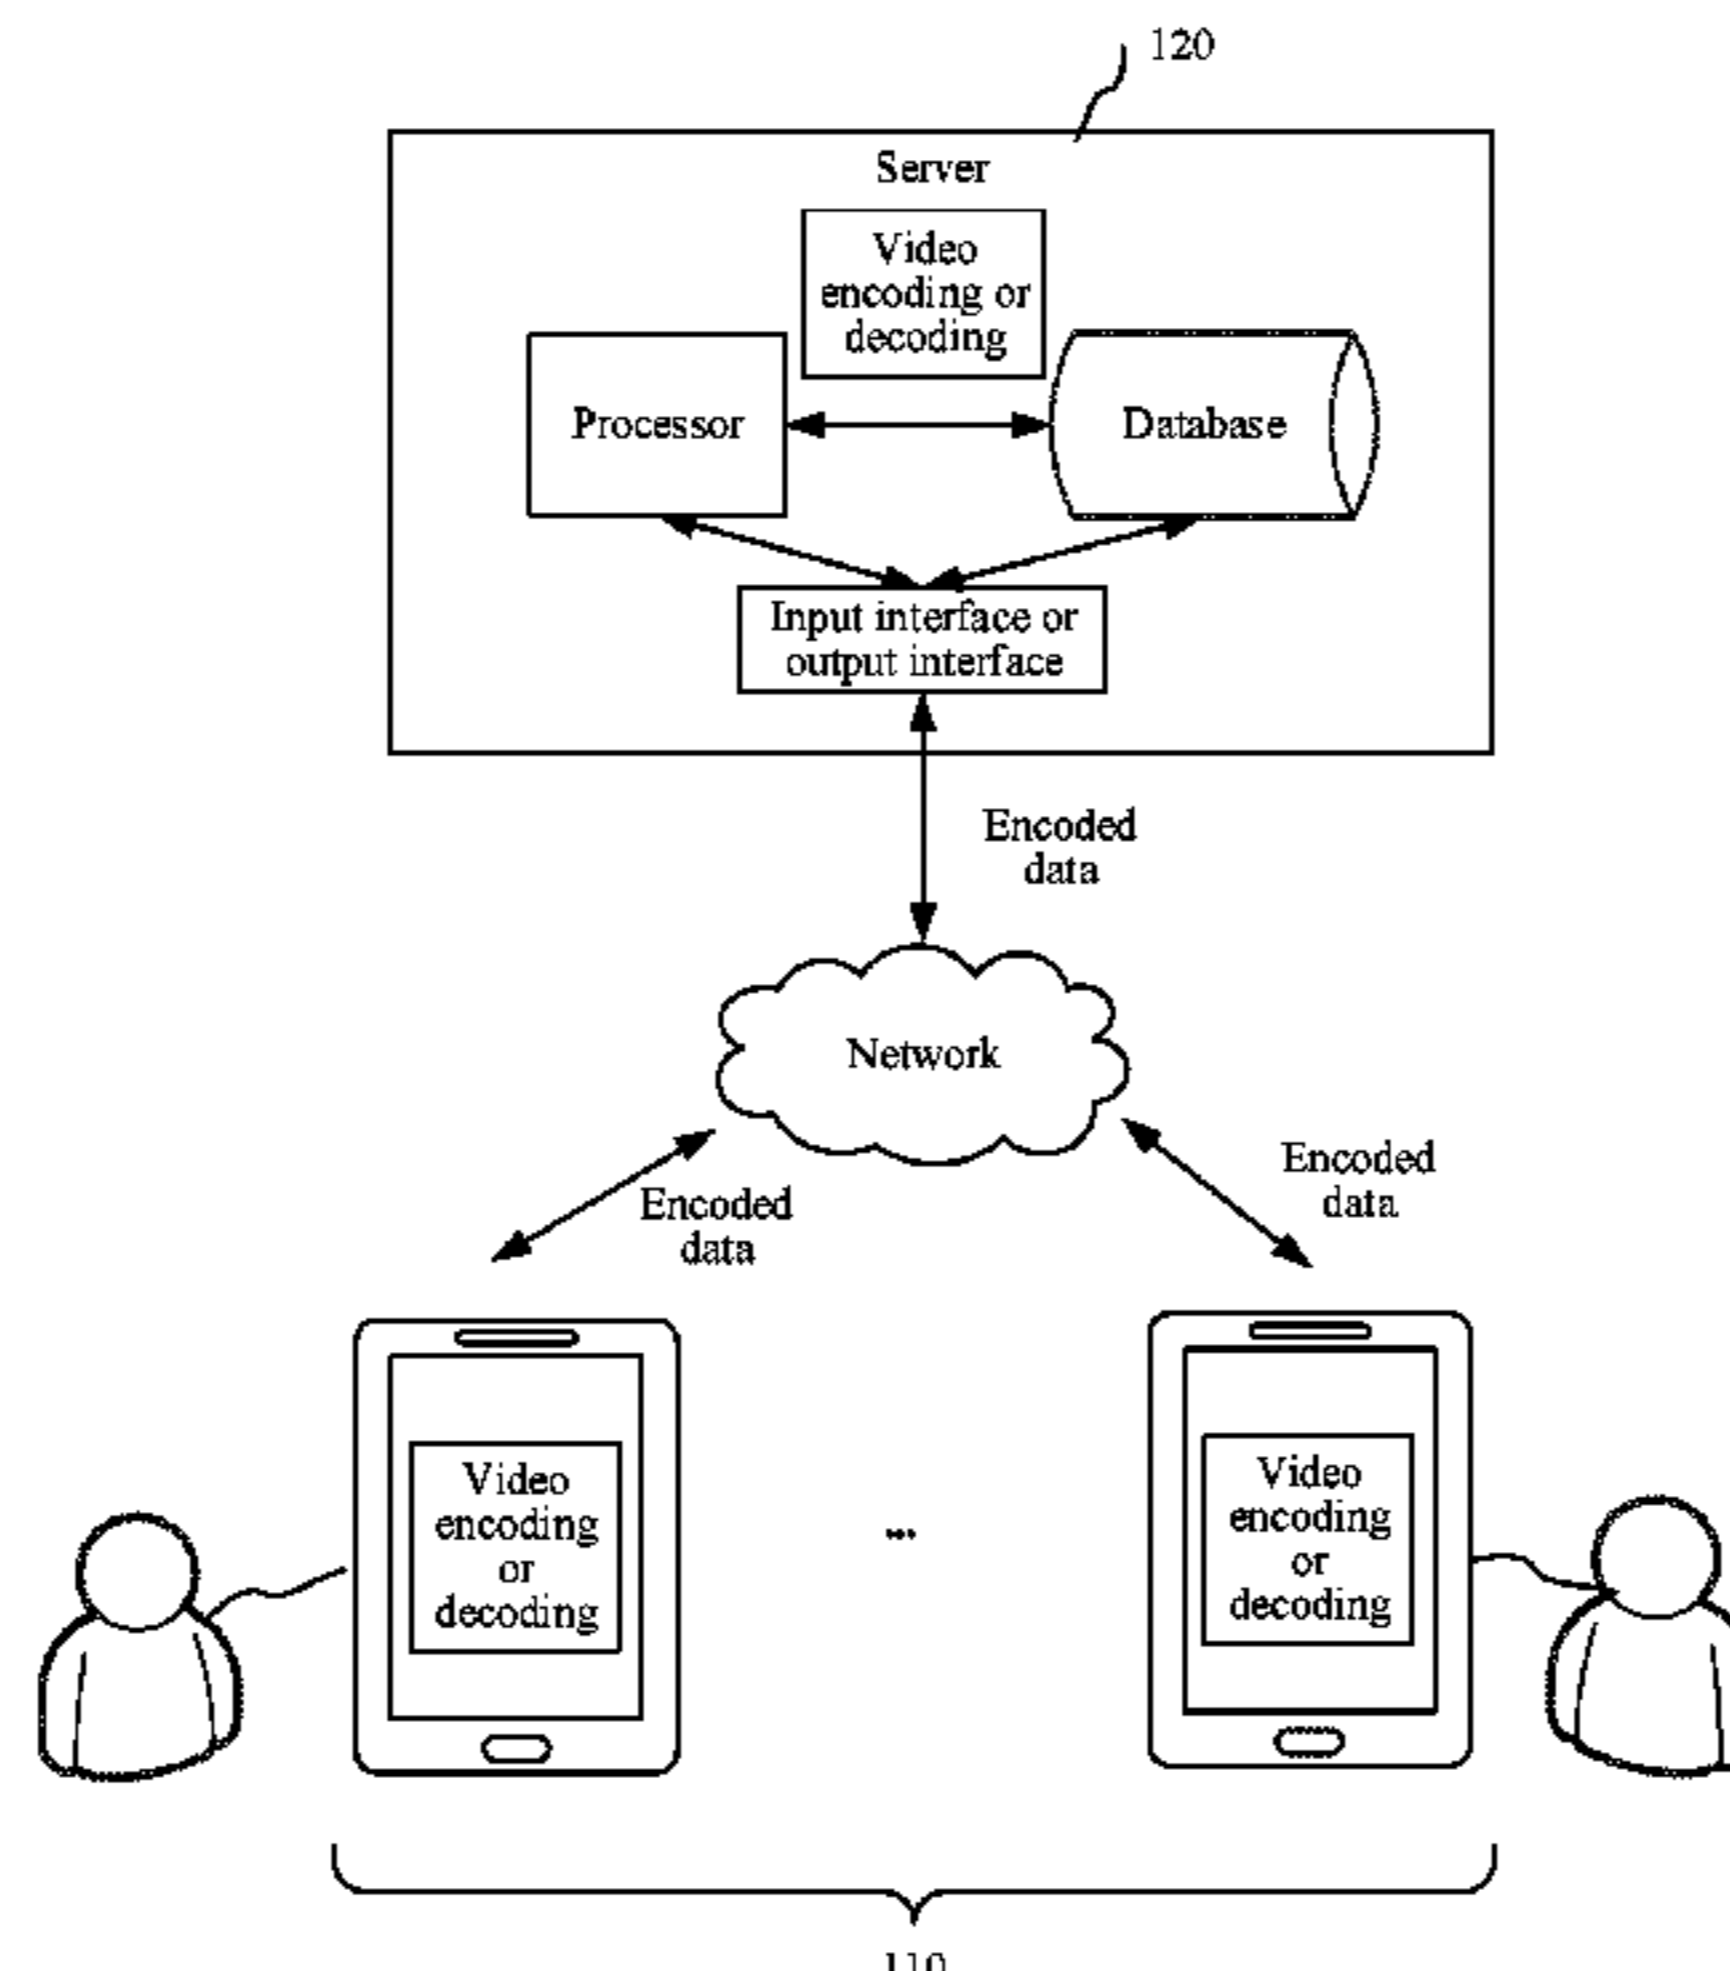 120
Server
Video
encoding or
decoding
Processor
Database
Input interface or
output interface
Encoded
data
Network
Encoded
data
Encoded
data
Video
encoding
or
decoding
...
Video
encoding
or
decoding
110